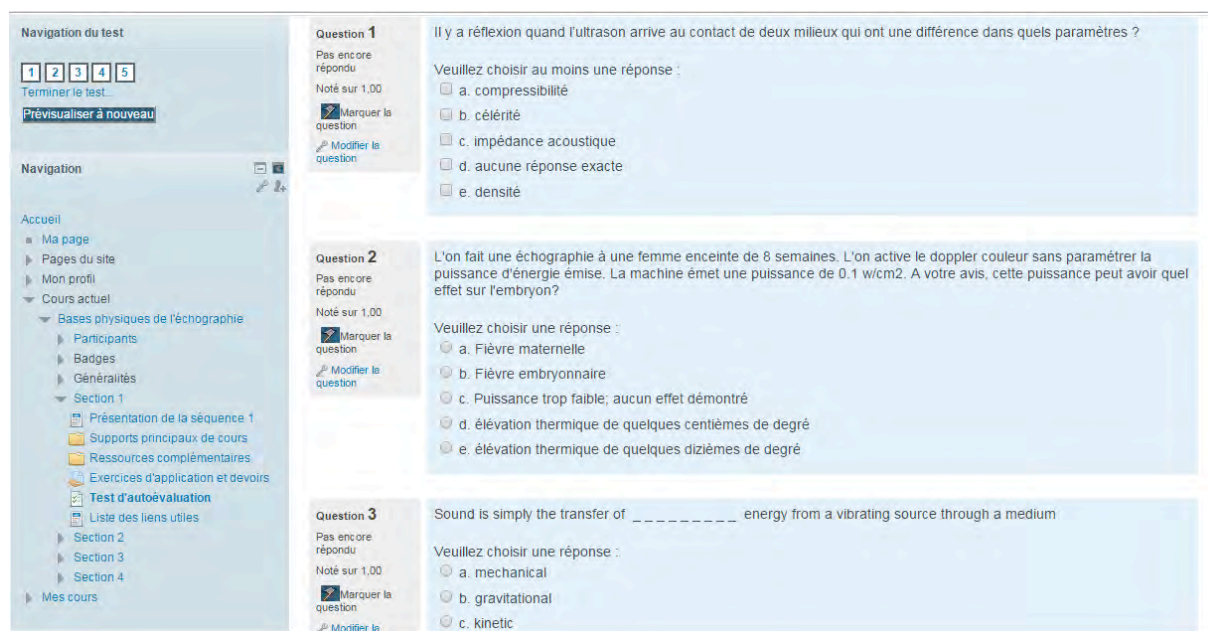 Navigation du test
1 2 3 4 5
Terminer le test...
Prévisualiser à nouveau
Navigation
Accueil
Ma page
Pages du site
Mon profil
Cours actuel
Bases physiques de l'échographie
Participants
Badges
Généralités
Section 1
Présentation de la séquence 1
Supports principaux de cours
Ressources complémentaires
Exercices d'application et devoirs
Test d'autoévaluation
Liste des liens utiles
Section 2
Section 3
Section 4
Mes cours
Question 1
Pas encore
répondu
Noté sur 1,00
Marquer la
question
Modifier la
question
Il y a réflexion quand l'ultrason arrive au contact de deux milieux qui ont une différence dans quels paramètres ?
Veuillez choisir au moins une réponse :
a. compressibilité
b. célérité
c. impédance acoustique
d. aucune réponse exacte
e. densité
Question 2
Pas encore
répondu
Noté sur 1,00
Marquer la
question
Modifier la
question
L'on fait une échographie à une femme enceinte de 8 semaines. L'on active le doppler couleur sans paramétrer la
puissance d'énergie émise. La machine émet une puissance de 0.1 w/cm2. A votre avis, cette puissance peut avoir quel
effet sur l'embryon?
Veuillez choisir une réponse :
a. Fièvre maternelle
b. Fièvre embryonnaire
c. Puissance trop faible; aucun effet démontré
d. élévation thermique de quelques centièmes de degré
e. élévation thermique de quelques dizièmes de degré
Question 3
Pas encore
répondu
Noté sur 1,00
Marquer la
question
Modifier la
Sound is simply the transfer of _ _ _ _ _ _ _ _ _ energy from a vibrating source through a medium
Veuillez choisir une réponse :
a. mechanical
b. gravitational
c. kinetic